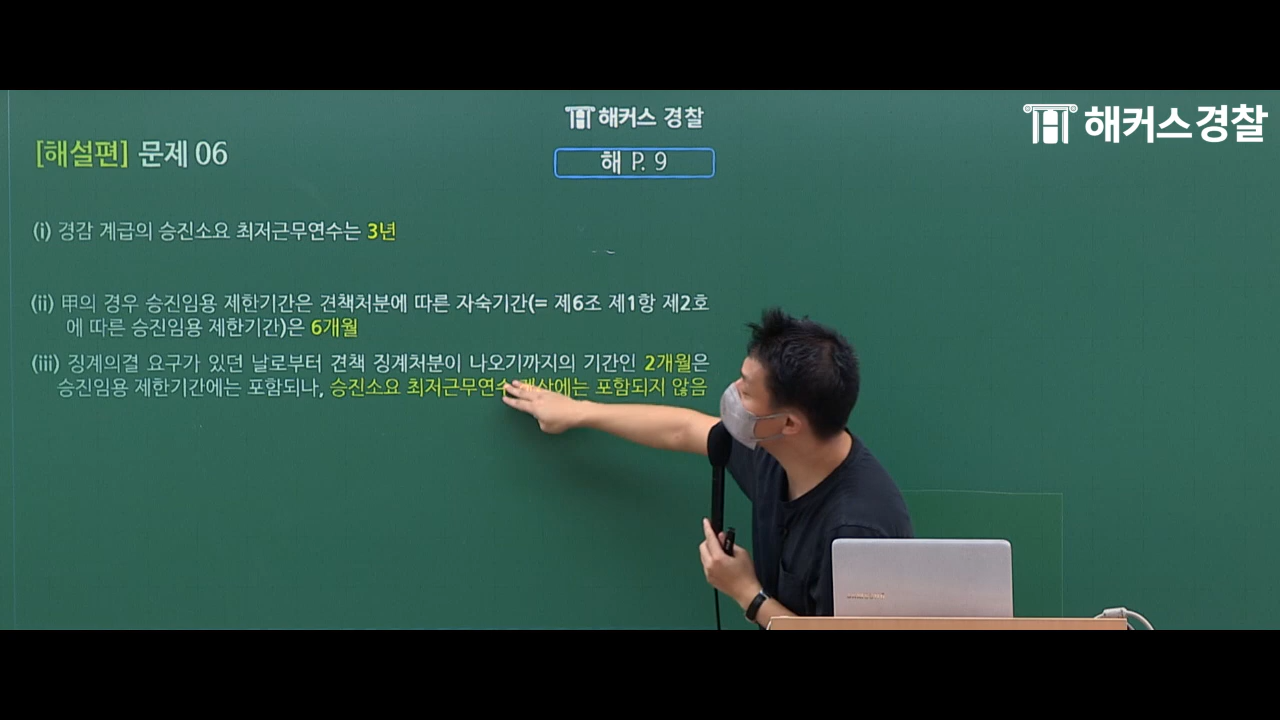 해커스 경찰
해커스경찰
[해설편] 문제 06
해 P. 9
(i) 경감 계급의 승진소요 최저근무연수는 3년
(ii) 甲의 경우 승진임용 제한기간은 견책처분에 따른 자숙기간(= 제6조 제1항 제2호
에 따른 승진임용 제한기간)은 6개월
(iii) 징계의결 요구가 있던 날로부터 견책 징계처분이 나오기까지의 기간인 2개월은
승진임용 제한기간에는 포함되나, 승진소요 최저근무연수 계산에는 포함되지 않음